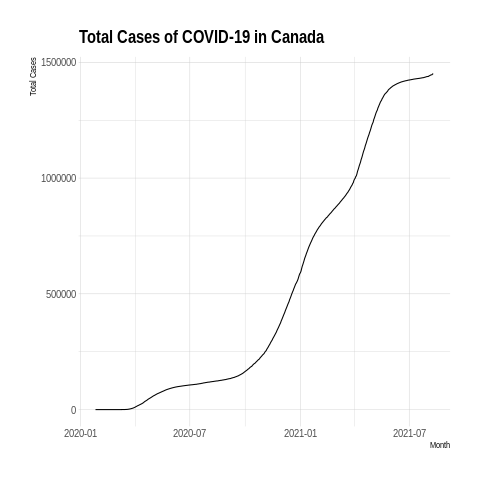 Total Cases of COVID-19 in Canada
Total Cases
1500000
1000000
500000
0
2020-01 2020-07 2021-01 2021-07
Month